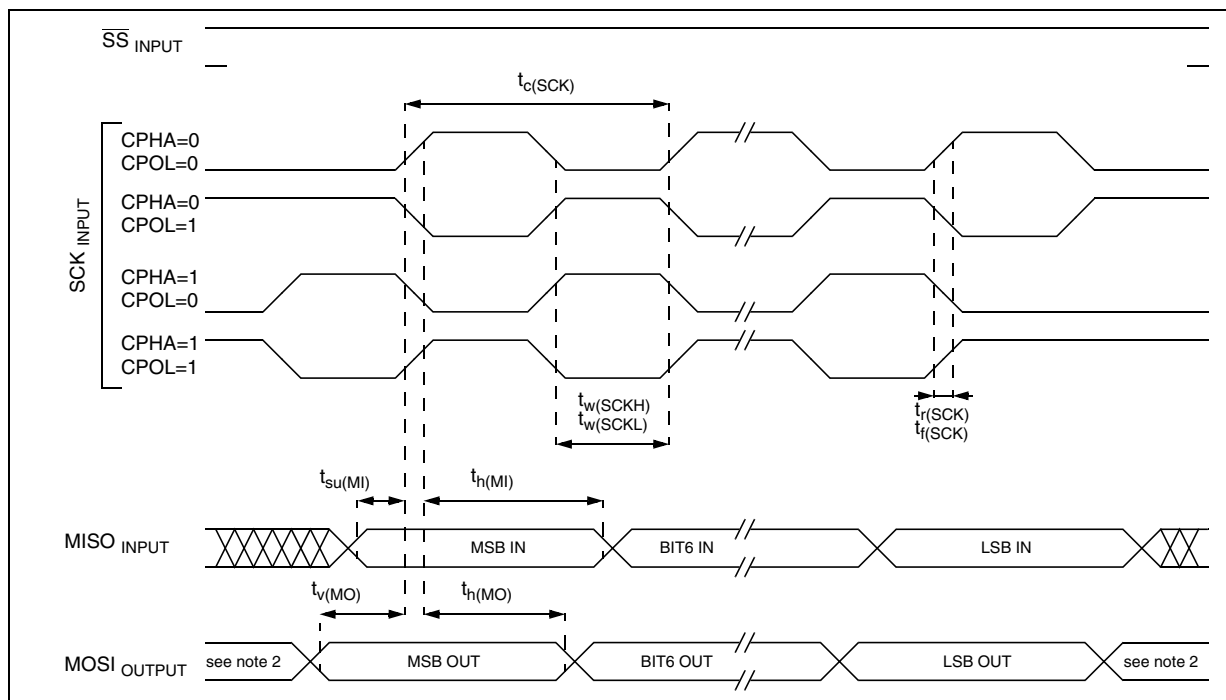 SS INPUT
tc(SCK)
SCK INPUT
CPHA=0
CPOL=0
CPHA=0
CPOL=1
CPHA=1
CPOL=0
CPHA=1
CPOL=1
tw(SCKH)
tw(SCKL)
tr(SCK)
tf(SCK)
tsu(MI)
th(MI)
MISO INPUT
MSB IN
BIT6 IN
LSB IN
tv(MO)
th(MO)
MOSI OUTPUT
see note 2
MSB OUT
BIT6 OUT
LSB OUT
see note 2